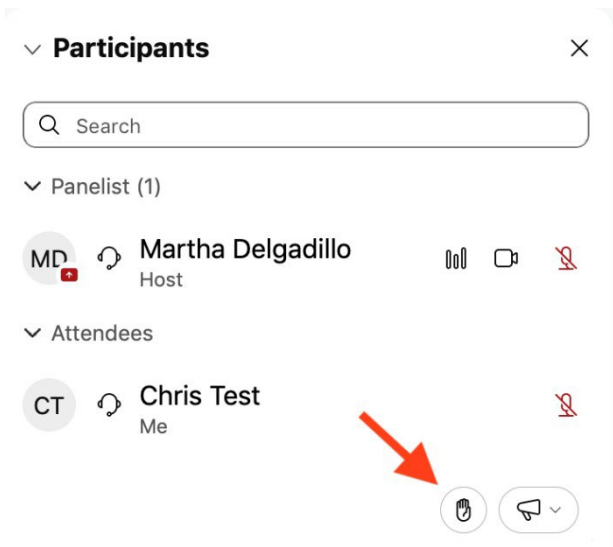 Participants
Search
Panelist (1)
MD
Martha Delgadillo
Host
Attendees
CT
Chris Test
Me